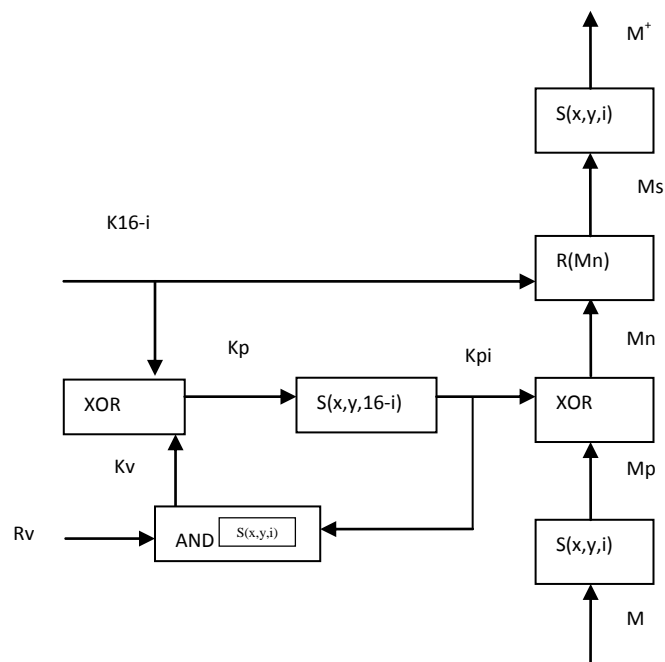 M+
S(x,y,i)
Ms
K16-i
R(Mn)
Mn
Kp
Kpi
XOR
S(x,y,16-i)
XOR
Kv
Mp
Rv
AND S(x,y,i)
S(x,y,i)
M